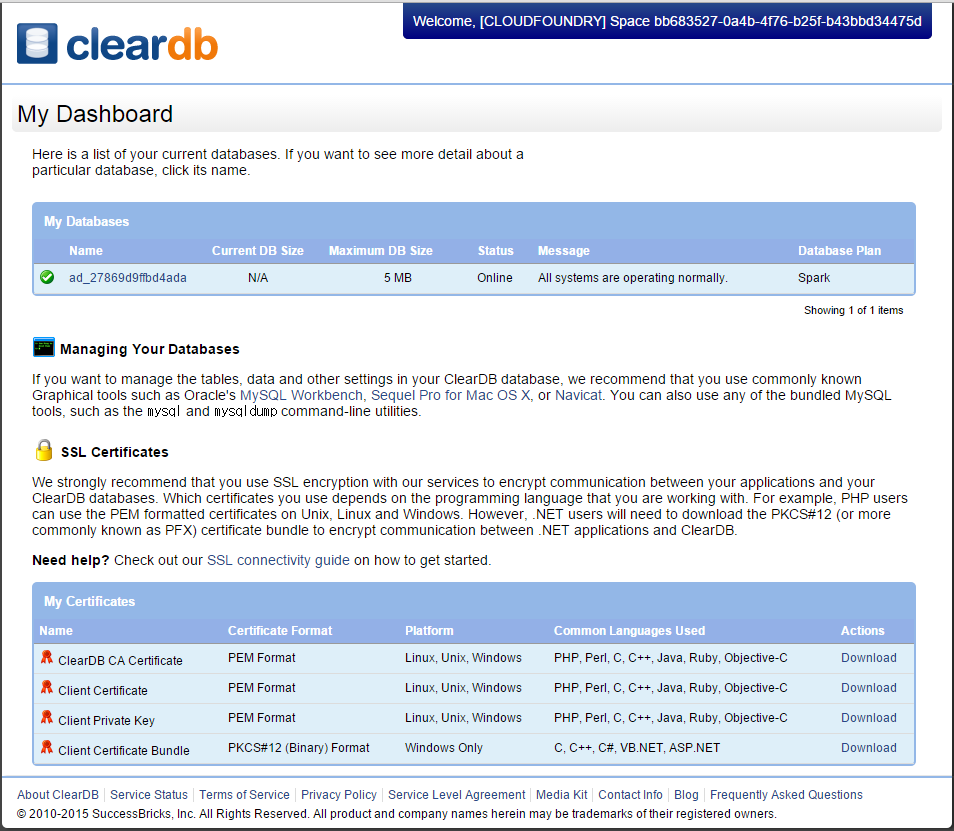 Welcome, [CLOUDFOUNDRY] Space bb683527-0a4b-4f76-b25f-b43bbd34475d
cleardb
My Dashboard
Here is a list of your current databases. If you want to see more detail about a
particular database, click its name.
My Databases
Name Current DB Size Maximum DB Size Status Message Database Plan
ad_27869d9ffbd4ada N/A 5 MB Online All systems are operating normally. Spark
Showing 1 of 1 items
Managing Your Databases
If you want to manage the tables, data and other settings in your ClearDB database, we recommend that you use commonly known
Graphical tools such as Oracle's MySQL Workbench, Sequel Pro for Mac OS X, or Navicat. You can also use any of the bundled MySQL
tools, such as the mysql and mysqldump command-line utilities.
SSL Certificates
We strongly recommend that you use SSL encryption with our services to encrypt communication between your applications and your
ClearDB databases. Which certificates you use depends on the programming language that you are working with. For example, PHP users
can use the PEM formatted certificates on Unix, Linux and Windows. However, .NET users will need to download the PKCS#12 (or more
commonly known as PFX) certificate bundle to encrypt communication between .NET applications and ClearDB.
Need help? Check out our SSL connectivity guide on how to get started.
My Certificates
Name Certificate Format Platform Common Languages Used Actions
ClearDB CA Certificate PEM Format Linux, Unix, Windows PHP, Perl, C, C++, Java, Ruby, Objective-C Download
Client Certificate PEM Format Linux, Unix, Windows PHP, Perl, C, C++, Java, Ruby, Objective-C Download
Client Private Key PEM Format Linux, Unix, Windows PHP, Perl, C, C++, Java, Ruby, Objective-C Download
Client Certificate Bundle PKCS#12 (Binary) Format Windows Only C, C++, C#, VB.NET, ASP.NET Download
About ClearDB Service Status Terms of Service Privacy Policy Service Level Agreement Media Kit Contact Info Blog Frequently Asked Questions
© 2010-2015 SuccessBricks, Inc. All Rights Reserved. All product and company names herein may be trademarks of their registered owners.